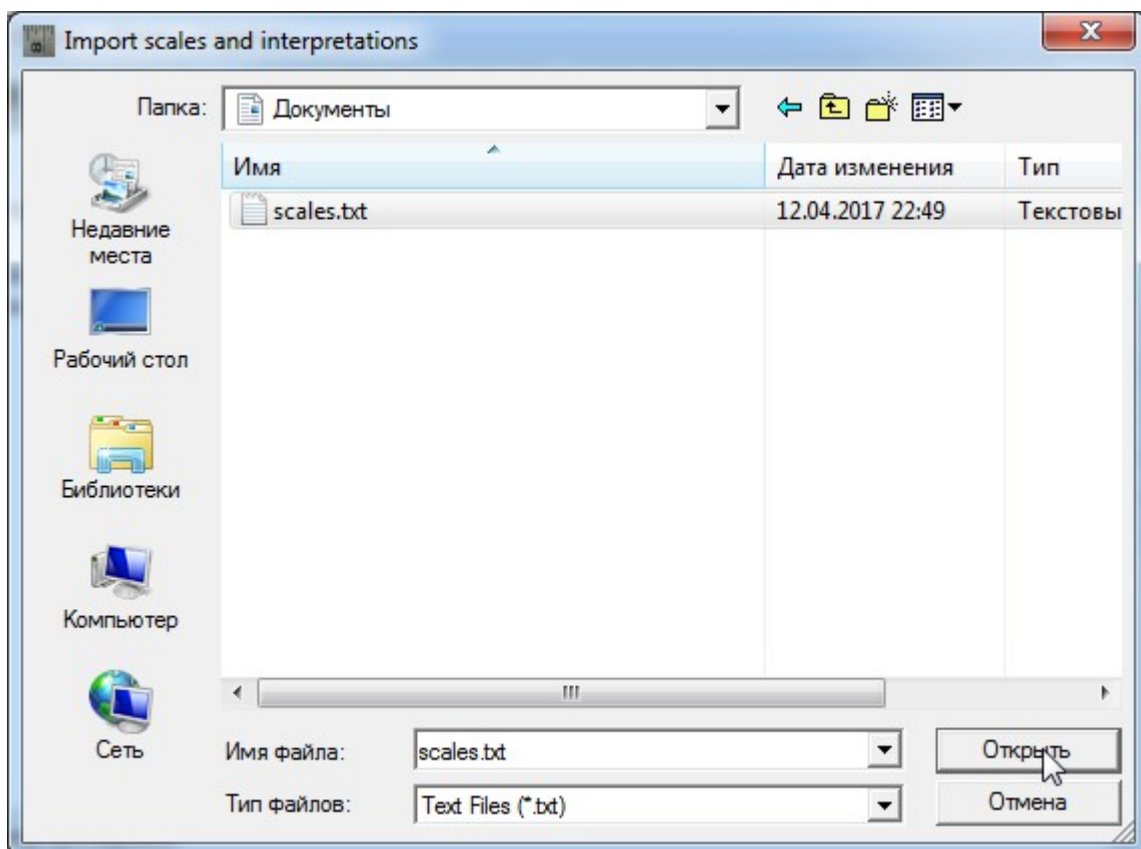 Import scales and interpretations
Папка:
Документы
Имя
Дата изменения
Тип
scales.txt
12.04.2017 22:49
Текстовы
Недавние
места
Рабочий стол
Библиотеки
Компьютер
Сеть
Имя файла:
scales.txt
Открыть
Тип файлов:
Text Files (*.txt)
Отмена